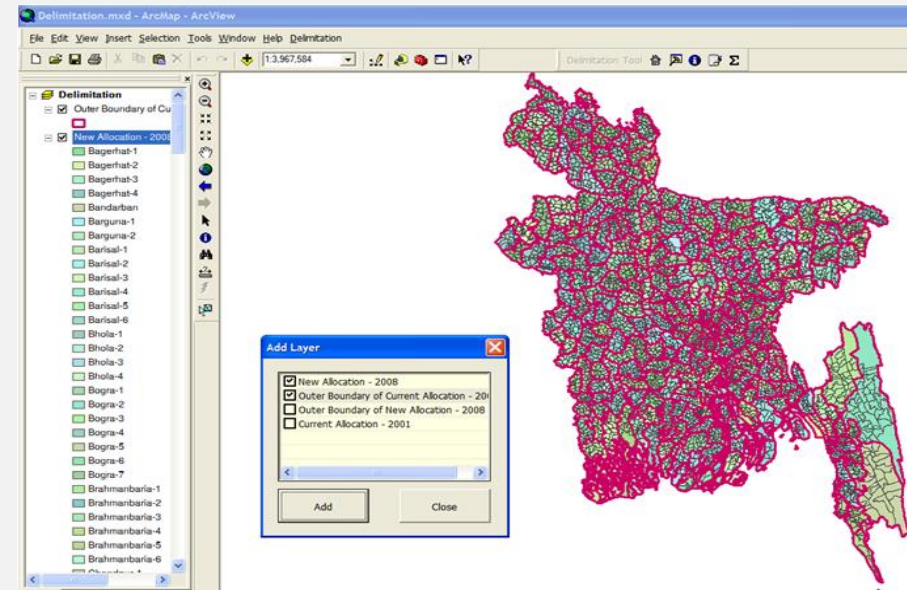 Delimitation.mxd - ArcMap - ArcView
File Edit View Insert Selection Tools Window Help Delimitation
1:3,967,584
Delimitation Tool
Delimitation
Outer Boundary of Cu
New Allocation - 2008
Bagerhat-1
Bagerhat-2
Bagerhat-3
Bagerhat-4
Bandarban
Barguna-1
Barguna-2
Barisal-1
Barisal-2
Barisal-3
Barisal-4
Barisal-5
Barisal-6
Bhola-1
Bhola-2
Bhola-3
Bhola-4
Bogra-1
Bogra-2
Bogra-3
Bogra-4
Bogra-5
Bogra-6
Bogra-7
Brahmanbaria-1
Brahmanbaria-2
Brahmanbaria-3
Brahmanbaria-4
Brahmanbaria-5
Brahmanbaria-6
Add Layer
New Allocation - 2008
Outer Boundary of Current Allocation - 200
Outer Boundary of New Allocation - 2008
Current Allocation - 2001
Add
Close